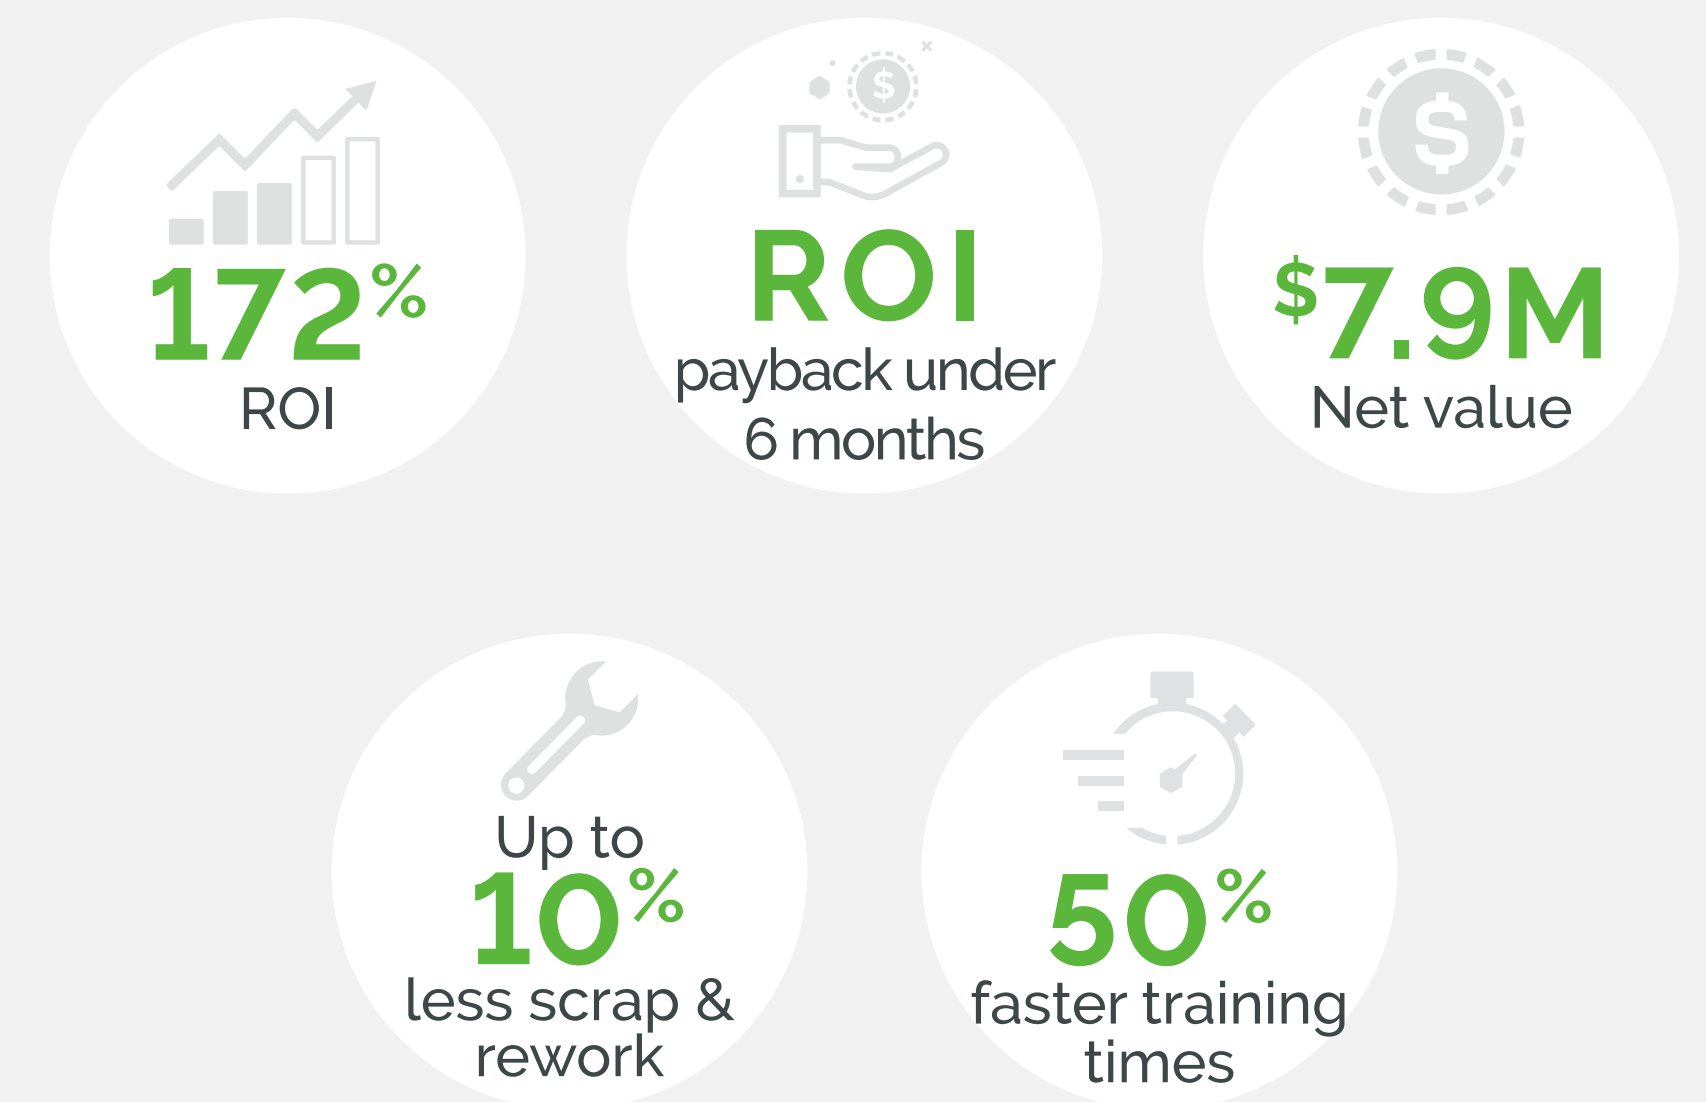 172%
ROI
ROI
payback under
6 months
$7.9M
Net value
Up to
10%
less scrap &
rework
50%
faster training
times